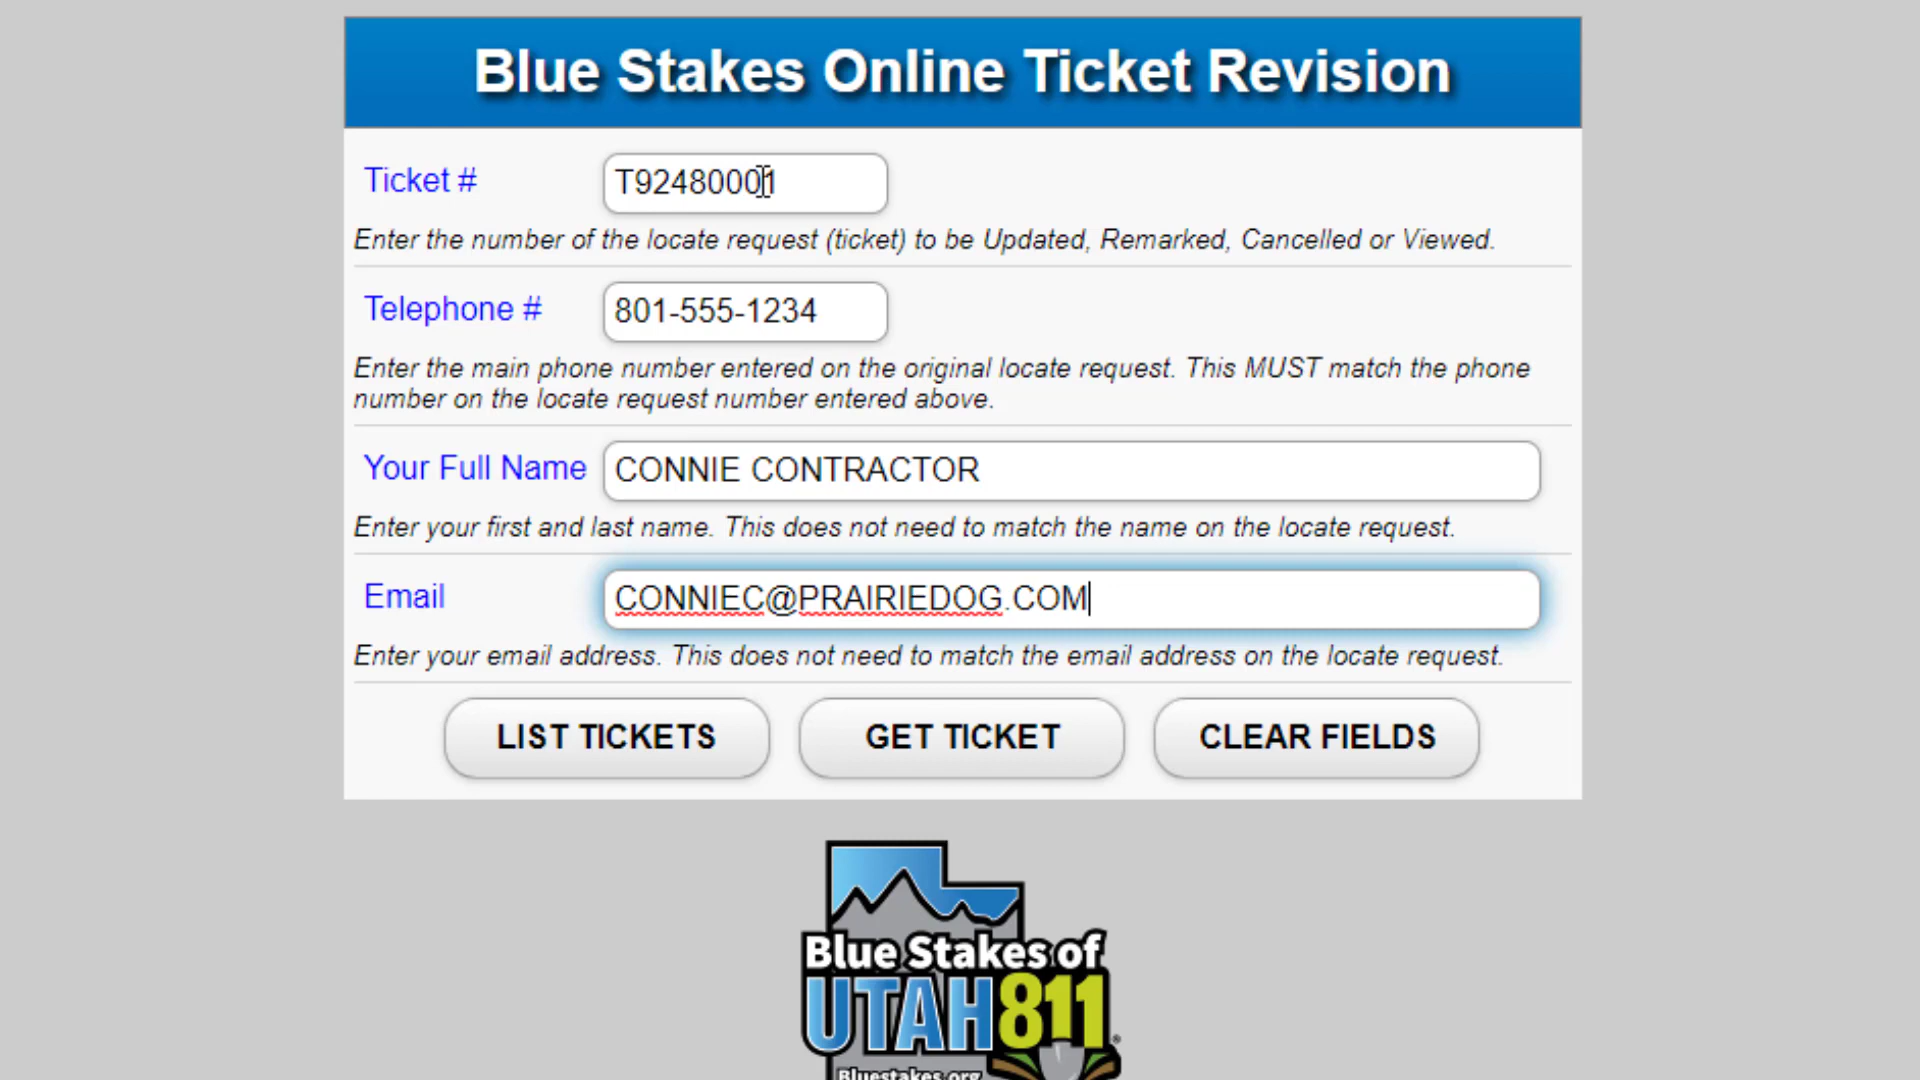 Blue Stakes Online Ticket Revision
Ticket #
T92480001
Enter the number of the locate request (ticket) to be Updated, Remarked, Cancelled or Viewed.
Telephone #
801-555-1234
Enter the main phone number entered on the original locate request. This MUST match the phone
number on the locate request number entered above.
Your Full Name
CONNIE CONTRACTOR
Enter your first and last name. This does not need to match the name on the locate request.
Email
CONNIEC@PRAIRIEDOG.COM
Enter your email address. This does not need to match the email address on the locate request.
LIST TICKETS
GET TICKET
CLEAR FIELDS
Blue Stakes of
UTAH 811
®
Bluestakes.org